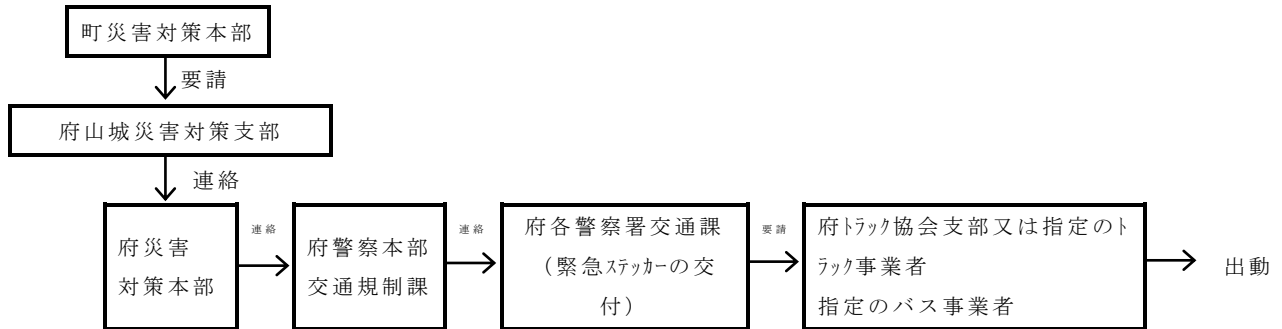 町災害対策本部
要請
府山城災害対策支部
連絡
府災害
対策本部
連絡
府警察本部
交通規制課
連絡
府各警察署交通課
（緊急ｽﾃｯｶｰの交
付）
要請
府ﾄﾗｯｸ協会支部又は指定のﾄ
ﾗｯｸ事業者
指定のバス事業者
出動